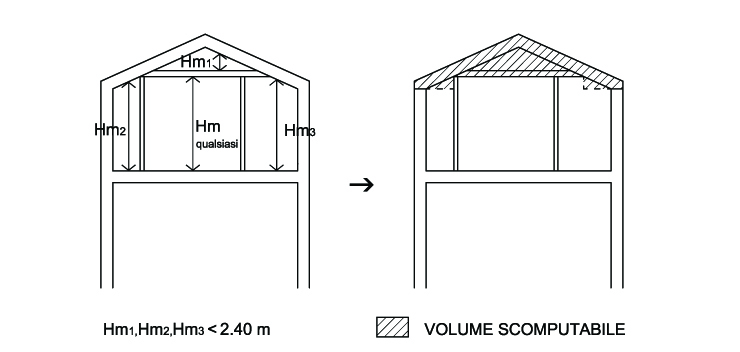 Hm1
Hm2
Hm
qualsiasi
Hm3
Hm1,Hm2,Hm3 < 2.40 m
VOLUME SCOMPUTABILE